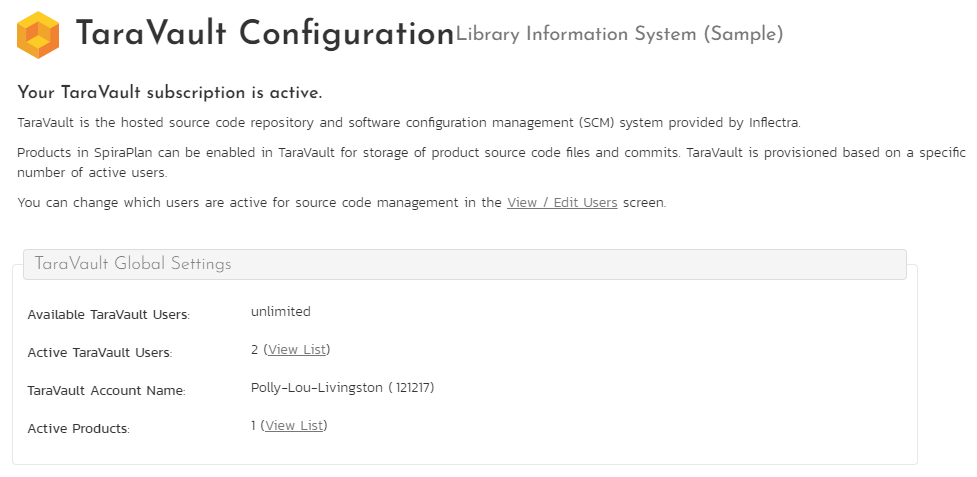 TaraVault Configuration Library Information System (Sample)
Your TaraVault subscription is active.
TaraVault is the hosted source code repository and software configuration management (SCM) system provided by Inflectra.
Products in SpiraPlan can be enabled in TaraVault for storage of product source code files and commits. TaraVault is provisioned based on a specific
number of active users.
You can change which users are active for source code management in the View / Edit Users screen.
TaraVault Global Settings
Available TaraVault Users: unlimited
Active TaraVault Users: 2 (View List)
TaraVault Account Name: Polly-Lou-Livingston ( 121217)
Active Products: 1 (View List)